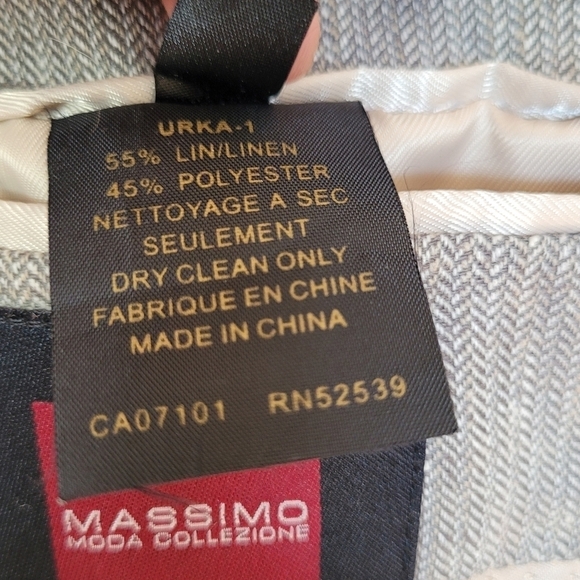 URKA-1
55% LIN/LINEN
45% POLYESTER
NETTOYAGE A SEC
SEULEMENT
DRY CLEAN ONLY
FABRIQUE EN CHINE
MADE IN CHINA
CA07101 RN52539
MASSIMO
MODA COLLEZIONE